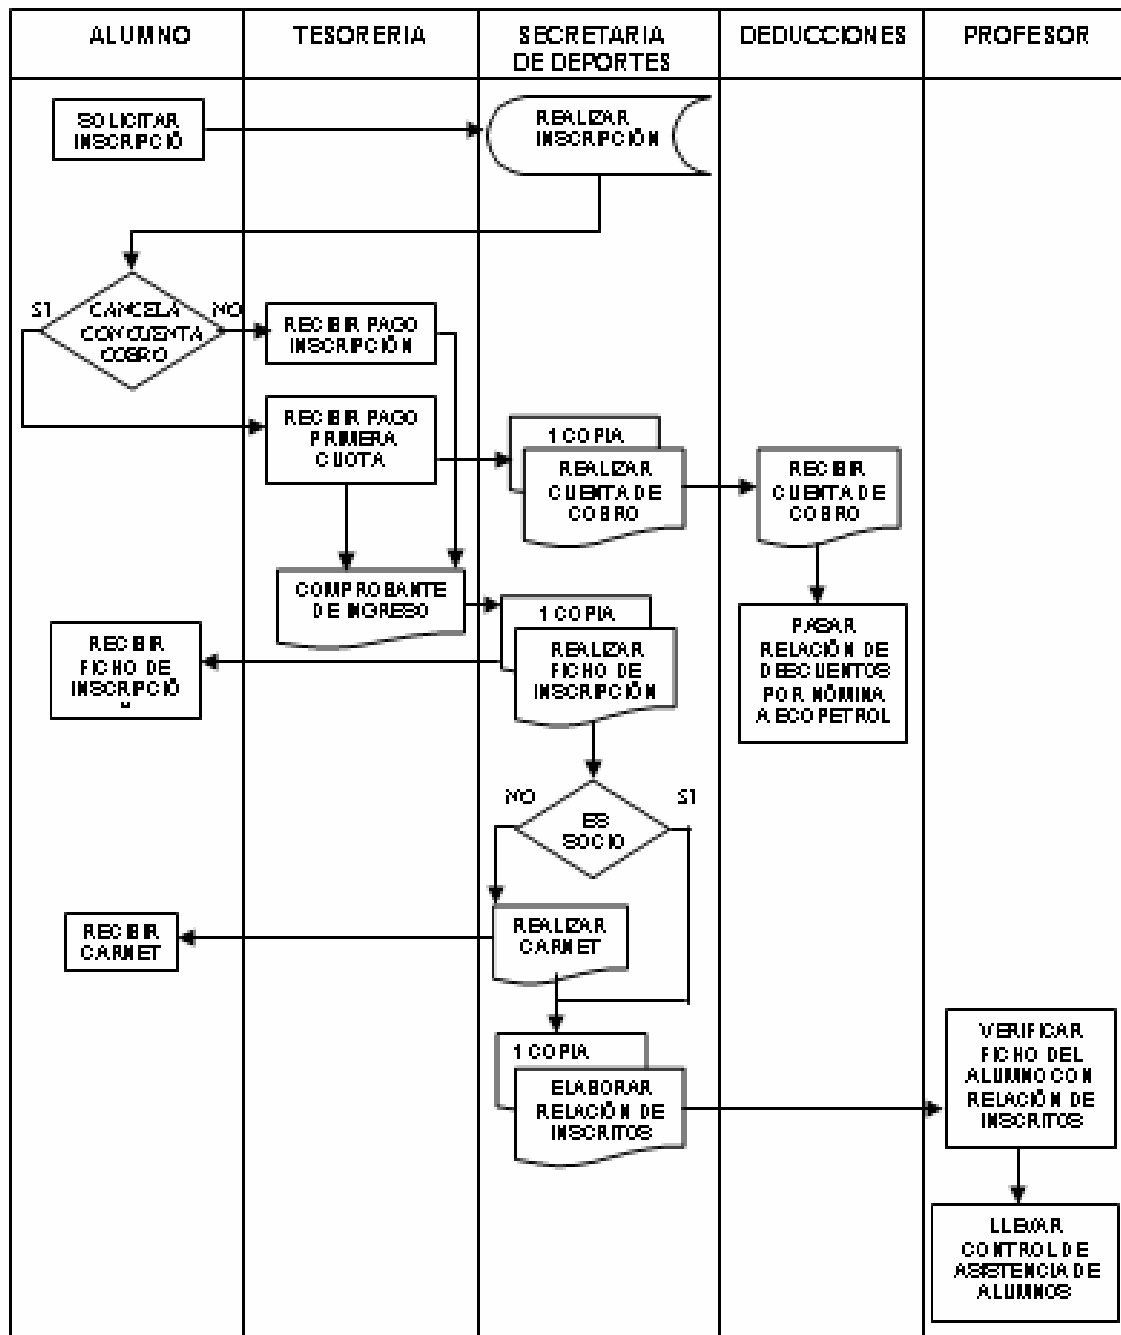 ALUMNO
TESORERIA
SECRETARIA
DE DEPORTES
DEDUCCIONES
PROFESOR
SOLICITAR
INSCRIPCIÓ
REALIZAR
INSCRIPCIÓN
SI
CANCELA
CON CUENTA
COBRO
NO
RECIBIR PAGO
INSCRIPCIÓN
RECIBIR PAGO
PRIMERA
CUOTA
1 COPIA
REALIZAR
CUENTA DE
COBRO
RECIBIR
CUENTA DE
COBRO
COMPROBANTE
DE INGRESO
1 COPIA
REALIZAR
FICHO DE
INSCRIPCIÓN
RECIBIR
FICHO DE
INSCRIPCIÓ
PASAR
RELACIÓN DE
DESCUENTOS
POR NÓMINA
A ECOPETROL
NO
SI
ES
SOCIO
REALIZAR
CARNET
RECIBIR
CARNET
1 COPIA
ELABORAR
RELACIÓN DE
INSCRITOS
VERIFICAR
FICHO DEL
ALUMNO CON
RELACIÓN DE
INSCRITOS
LLEVAR
CONTROL DE
ASISTENCIA DE
ALUMNOS